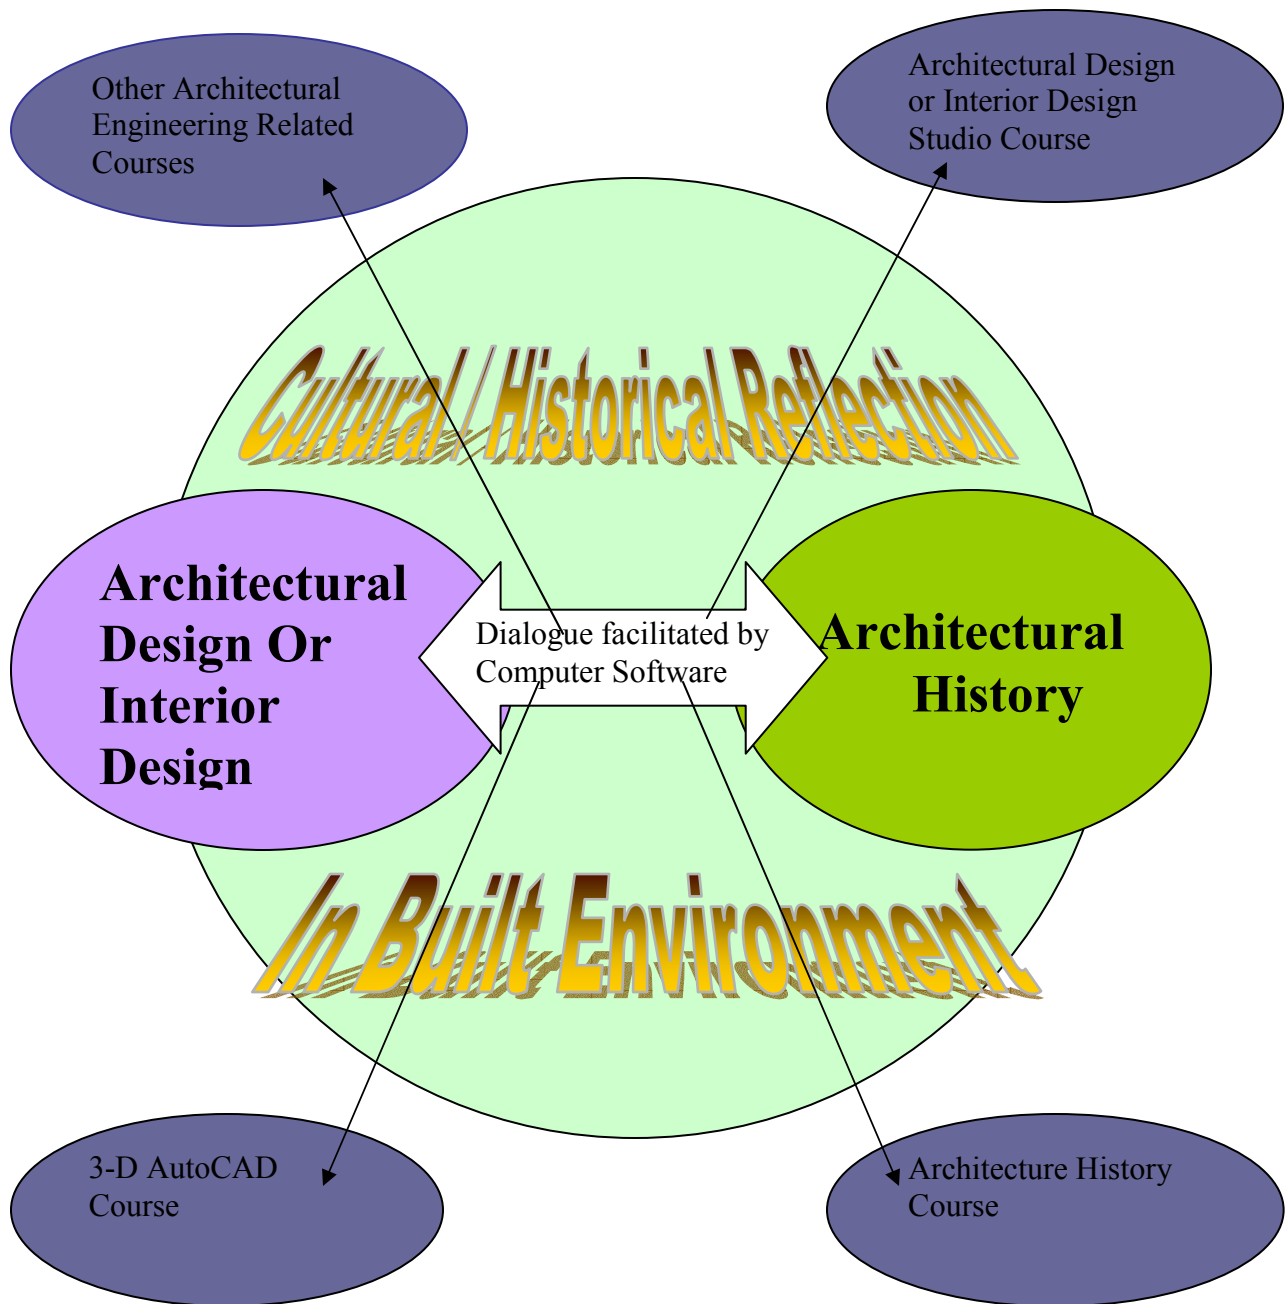 Other Architectural
Engineering Related
Courses
Architectural Design
or Interior Design
Studio Course
Cultural / Historical Reflection
Architectural
Design Or
Interior
Design
Dialogue facilitated by
Computer Software
Architectural
History
In Built Environment
3-D AutoCAD
Course
Architecture History
Course